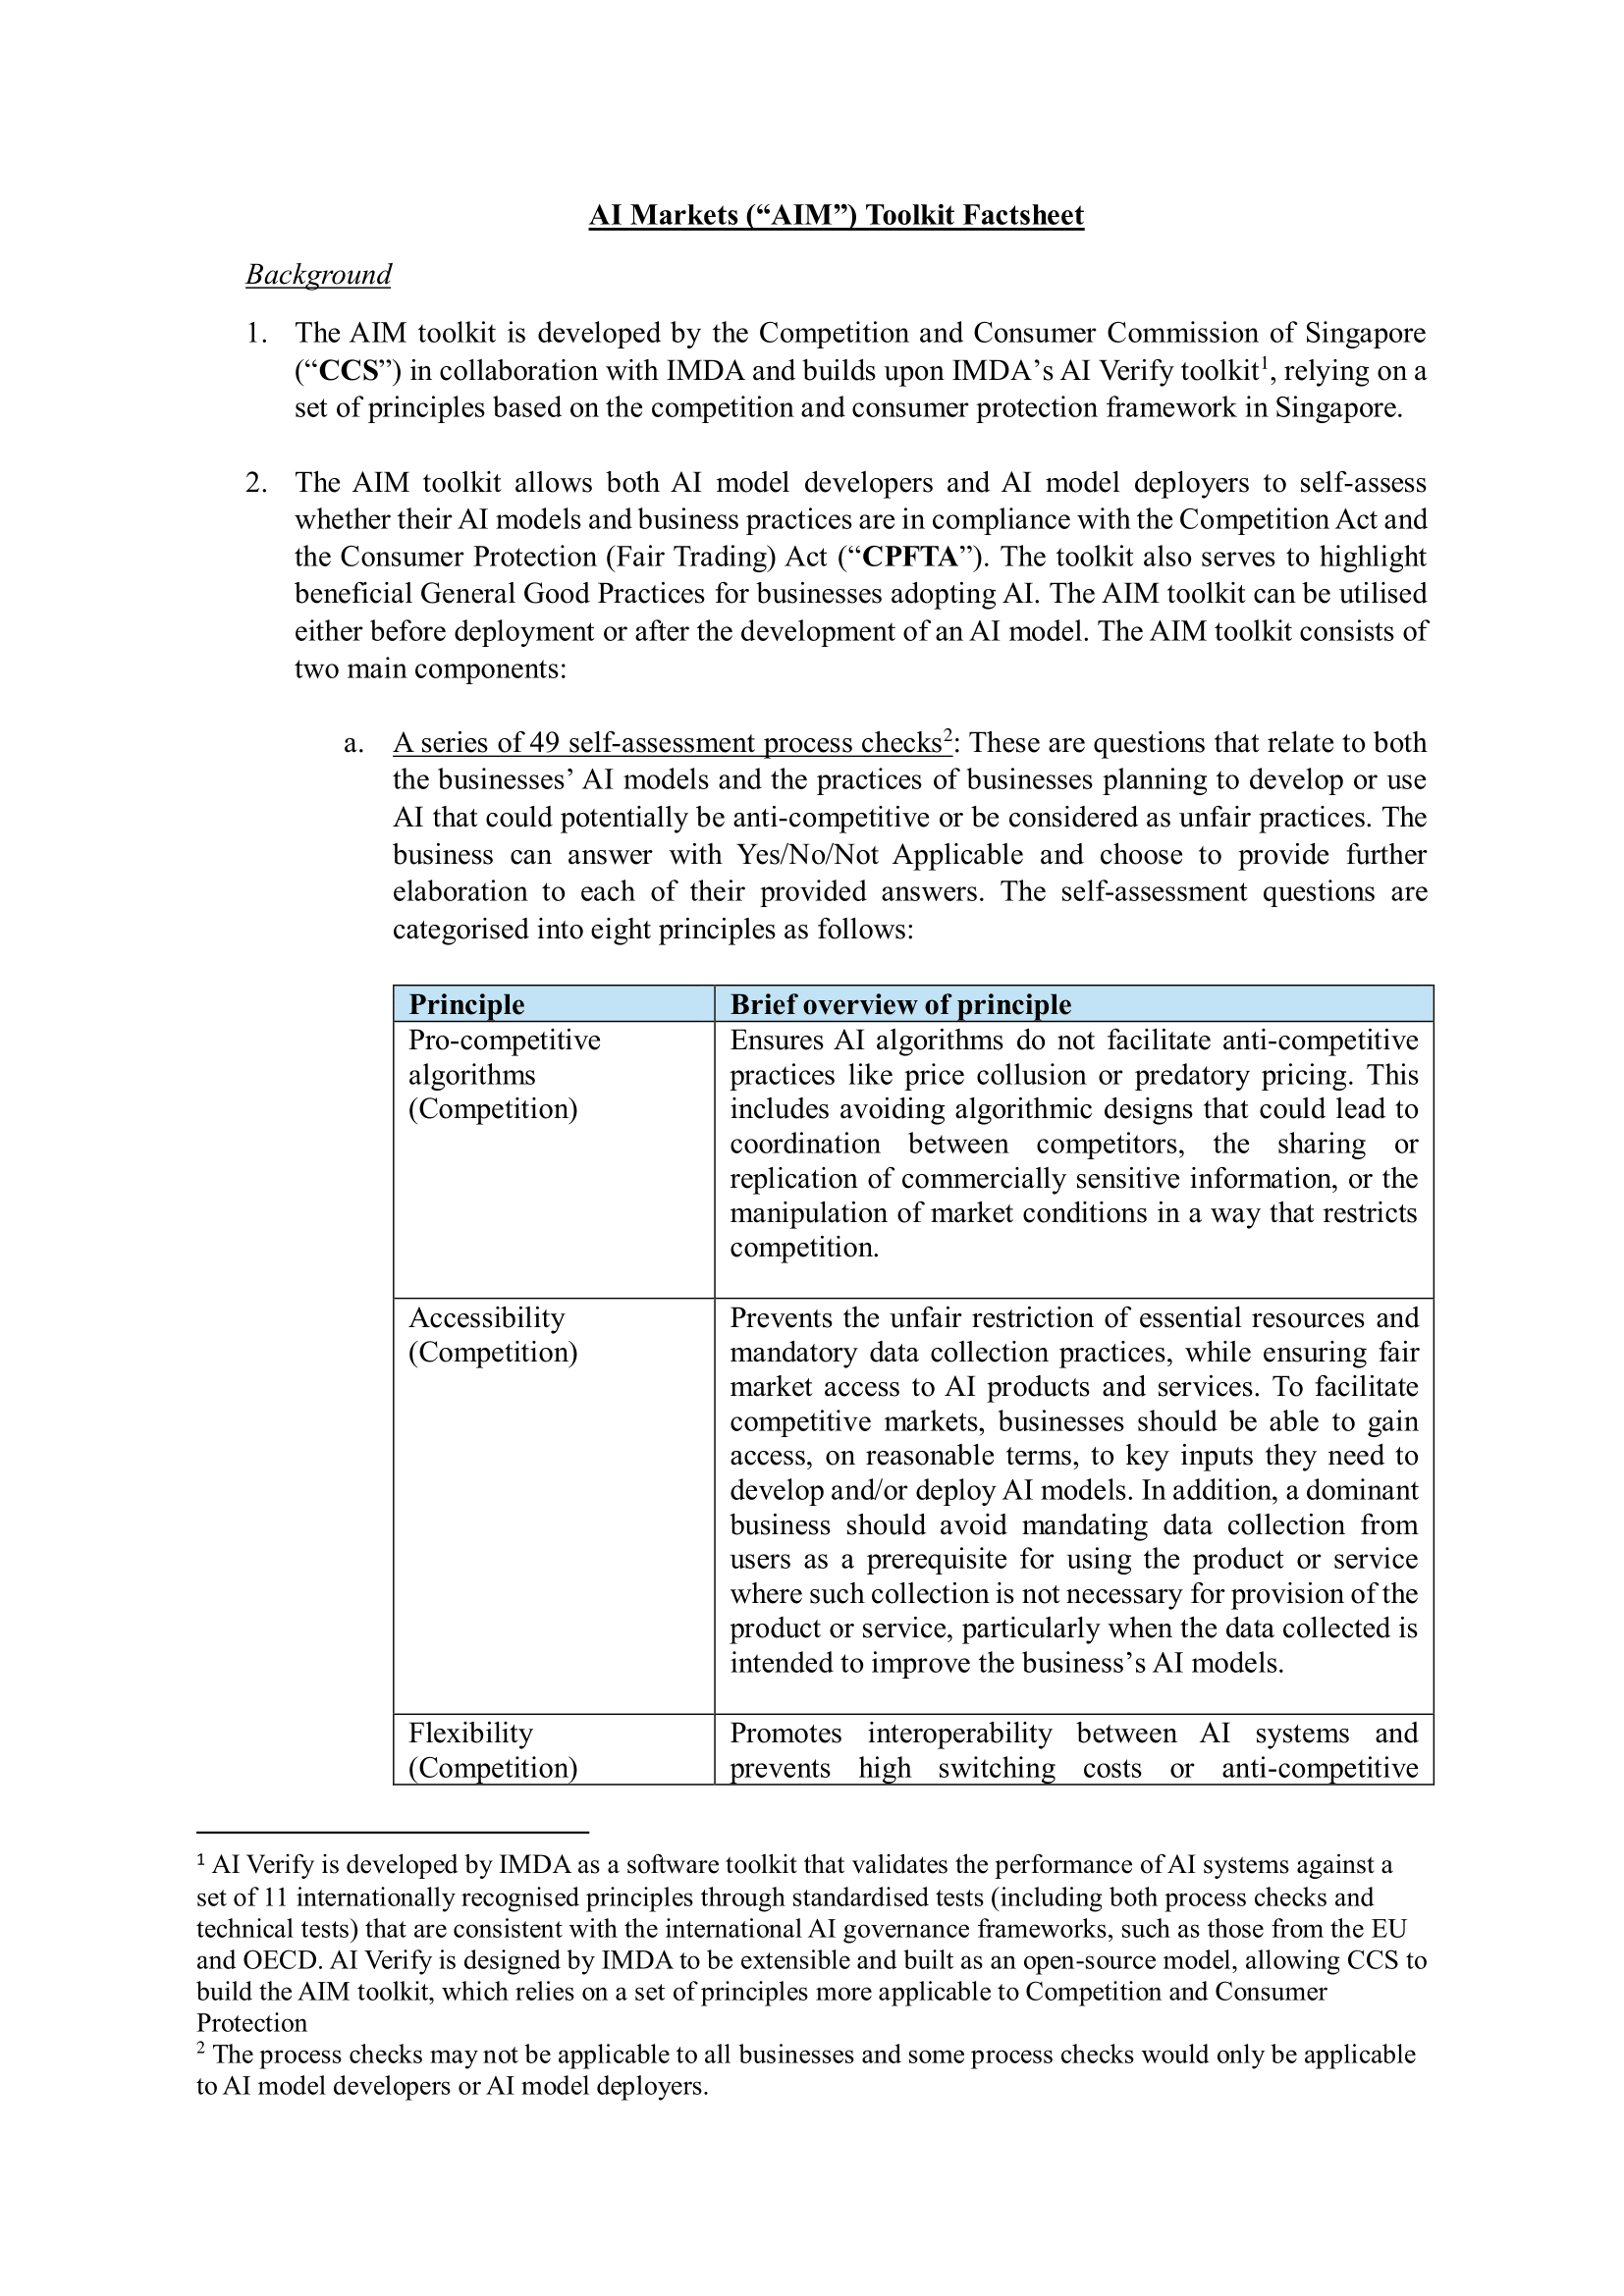 AI Markets (“AIM”) Toolkit Factsheet
Background
1. The AIM toolkit is developed by the Competition and Consumer Commission of Singapore
(“CCS”) in collaboration with IMDA and builds upon IMDA’s AI Verify toolkit1, relying on a
set of principles based on the competition and consumer protection framework in Singapore.
2. The AIM toolkit allows both AI model developers and AI model deployers to self-assess
whether their AI models and business practices are in compliance with the Competition Act and
the Consumer Protection (Fair Trading) Act (“CPFTA”). The toolkit also serves to highlight
beneficial General Good Practices for businesses adopting AI. The AIM toolkit can be utilised
either before deployment or after the development of an AI model. The AIM toolkit consists of
two main components:
a. A series of 49 self-assessment process checks2: These are questions that relate to both
the businesses’ AI models and the practices of businesses planning to develop or use
AI that could potentially be anti-competitive or be considered as unfair practices. The
business can answer with Yes/No/Not Applicable and choose to provide further
elaboration to each of their provided answers. The self-assessment questions are
categorised into eight principles as follows:
Principle
Brief overview of principle
Pro-competitive
algorithms
(Competition)
Ensures AI algorithms do not facilitate anti-competitive
practices like price collusion or predatory pricing. This
includes avoiding algorithmic designs that could lead to
coordination between competitors, the sharing or
replication of commercially sensitive information, or the
manipulation of market conditions in a way that restricts
competition.
Accessibility
(Competition)
Prevents the unfair restriction of essential resources and
mandatory data collection practices, while ensuring fair
market access to AI products and services. To facilitate
competitive markets, businesses should be able to gain
access, on reasonable terms, to key inputs they need to
develop and/or deploy AI models. In addition, a dominant
business should avoid mandating data collection from
users as a prerequisite for using the product or service
where such collection is not necessary for provision of the
product or service, particularly when the data collected is
intended to improve the business’s AI models.
Flexibility
(Competition)
Promotes interoperability between AI systems and
prevents high switching costs or anti-competitive
1 AI Verify is developed by IMDA as a software toolkit that validates the performance of AI systems against a
set of 11 internationally recognised principles through standardised tests (including both process checks and
technical tests) that are consistent with the international AI governance frameworks, such as those from the EU
and OECD. AI Verify is designed by IMDA to be extensible and built as an open-source model, allowing CCS to
build the AIM toolkit, which relies on a set of principles more applicable to Competition and Consumer
Protection
2 The process checks may not be applicable to all businesses and some process checks would only be applicable
to AI model developers or AI model deployers.